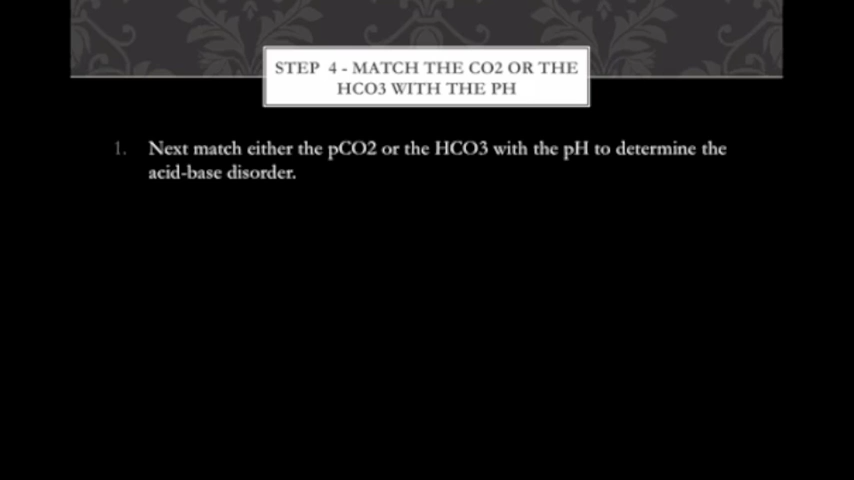 STEP 4 - MATCH THE CO2 OR THE
HCO3 WITH THE PH
1. Next match either the pCO2 or the HCO3 with the pH to determine the
acid-base disorder.